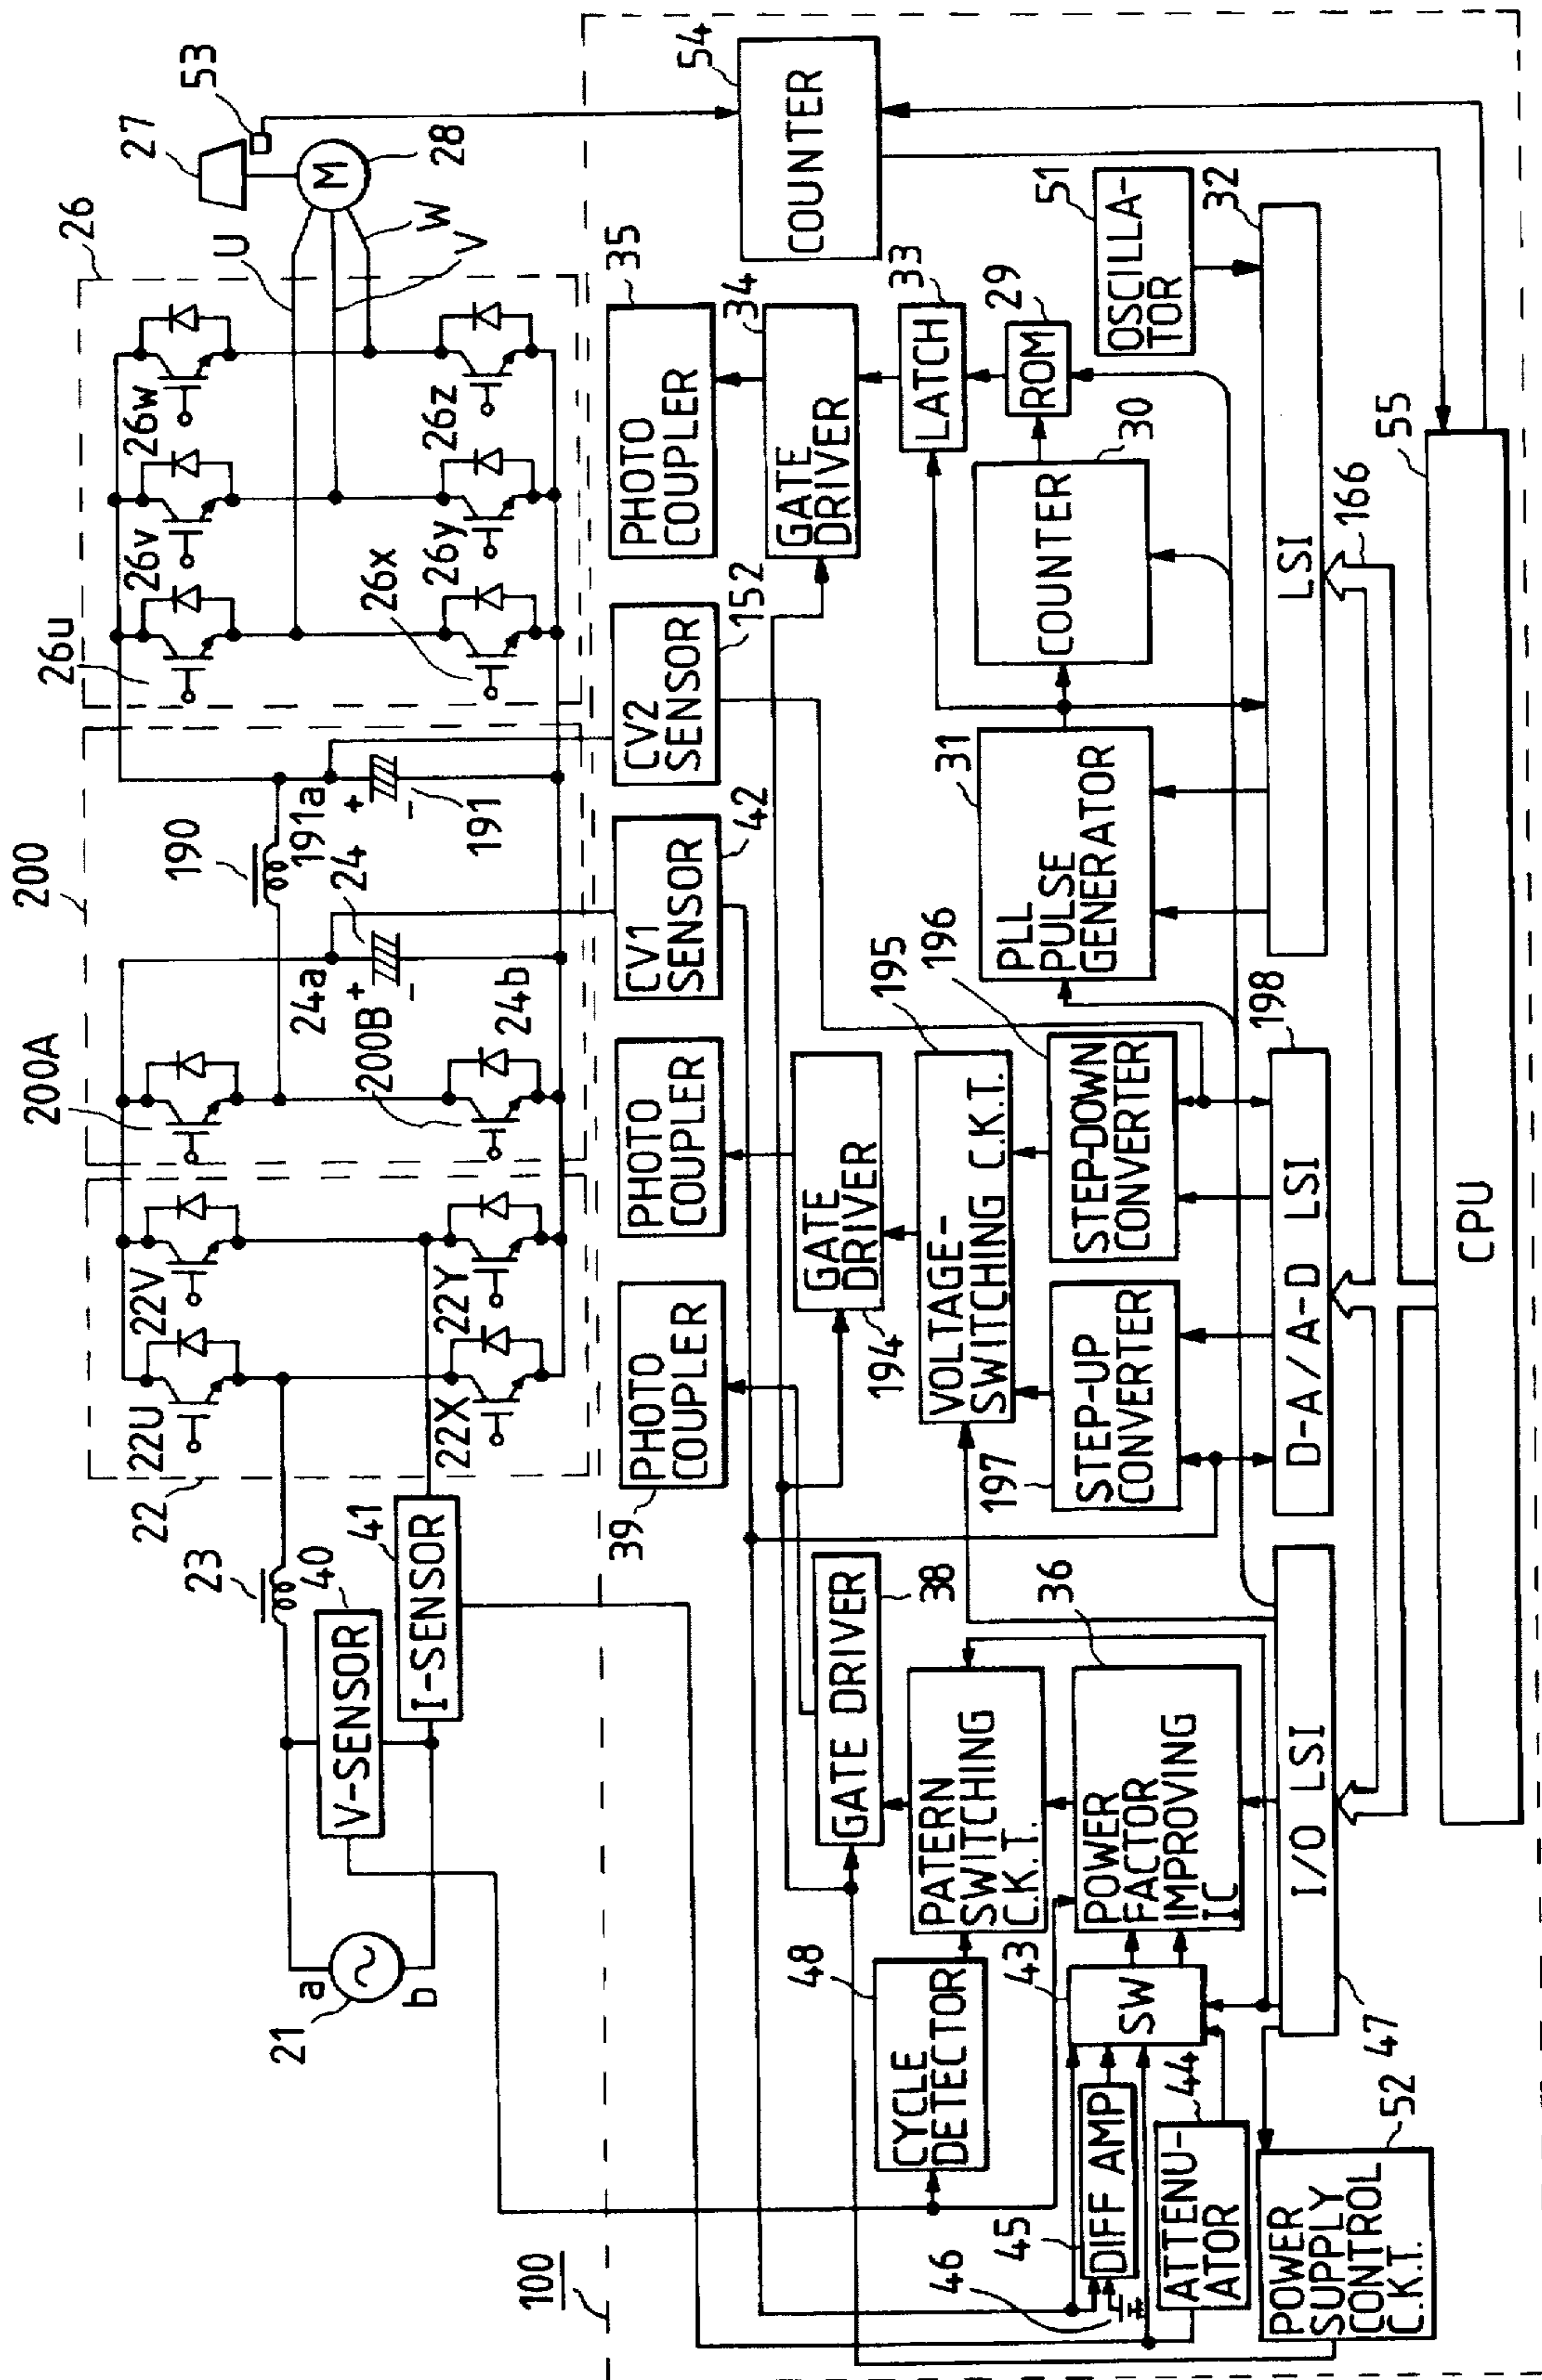 200
200A
200B
190
191a
191
24
24a
24b
+
-
+
-
26
26u
26v
26w
26x
26y
26z
27
53
M
28
U
V
W
22
22U
22V
22X
22Y
23
21
a
b
40
V-SENSOR
41
I-SENSOR
100
39
PHOTO
COUPLER
PHOTO
COUPLER
CV1
SENSOR
42
CV2
SENSOR
152
PHOTO
COUPLER
35
54
COUNTER
GATE DRIVER
38
GATE
DRIVER
194
GATE
DRIVER
34
48
CYCLE
DETECTOR
PATERN
SWITCHING
C.K.T.
VOLTAGE-
SWITCHING C.K.T.
195
LATCH
33
43
SW
POWER
FACTOR
IMPROVING
IC
36
197
STEP-UP
CONVERTER
STEP-DOWN
CONVERTER
196
PLL
PULSE
GENERATOR
31
COUNTER
30
ROM
29
OSCILLA-
TOR
51
45
DIFF AMP
46
ATTENU-
ATOR
44
POWER
SUPPLY
CONTROL
C.K.T.
52
I/O LSI
47
D-A/A-D LSI
198
LSI
32
166
CPU
55